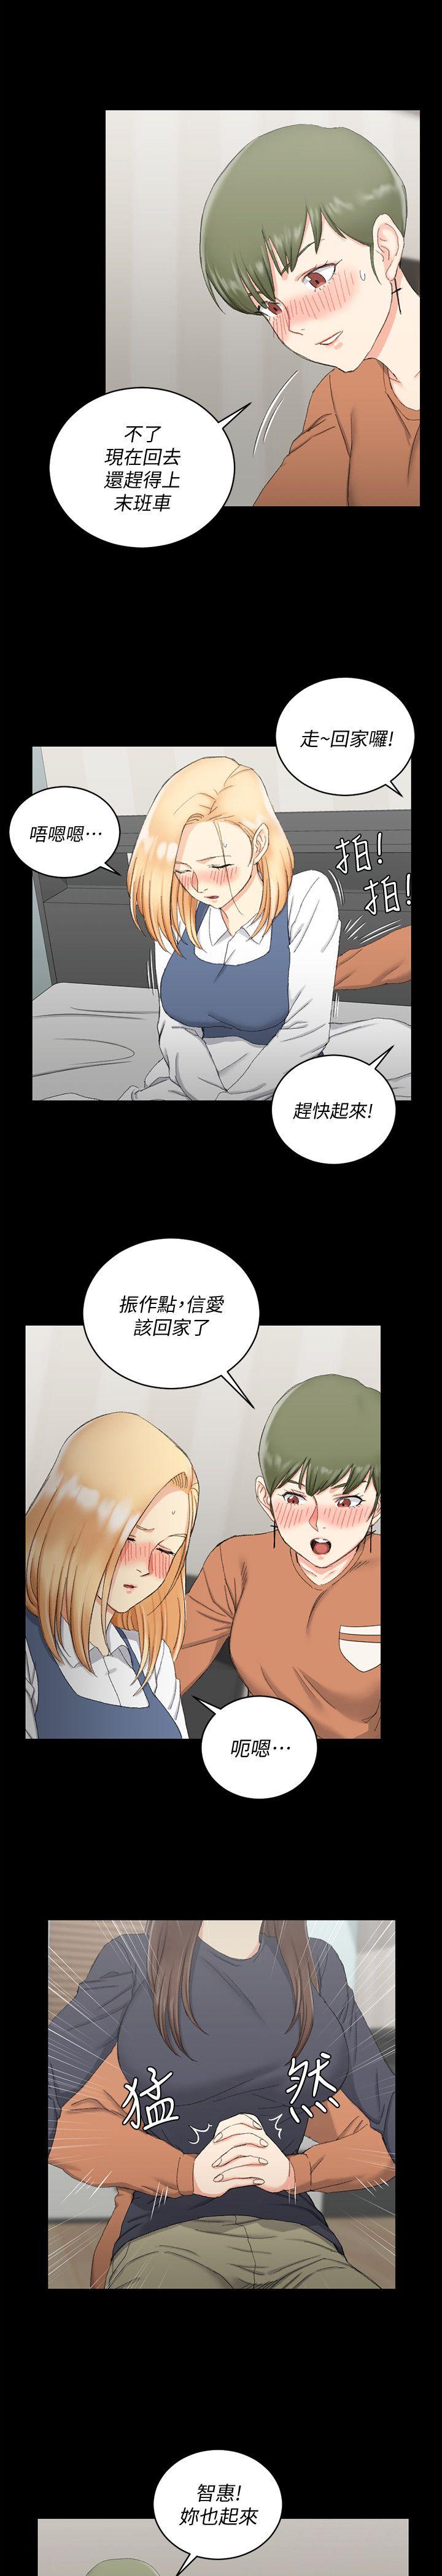 不了
現在回去
還趕得上
末班車
走~回家囉!
唔嗯嗯…
拍!
拍!
趕快起來!
振作點,信愛
該回家了
呃嗯…
猛然
智惠!
妳也起來